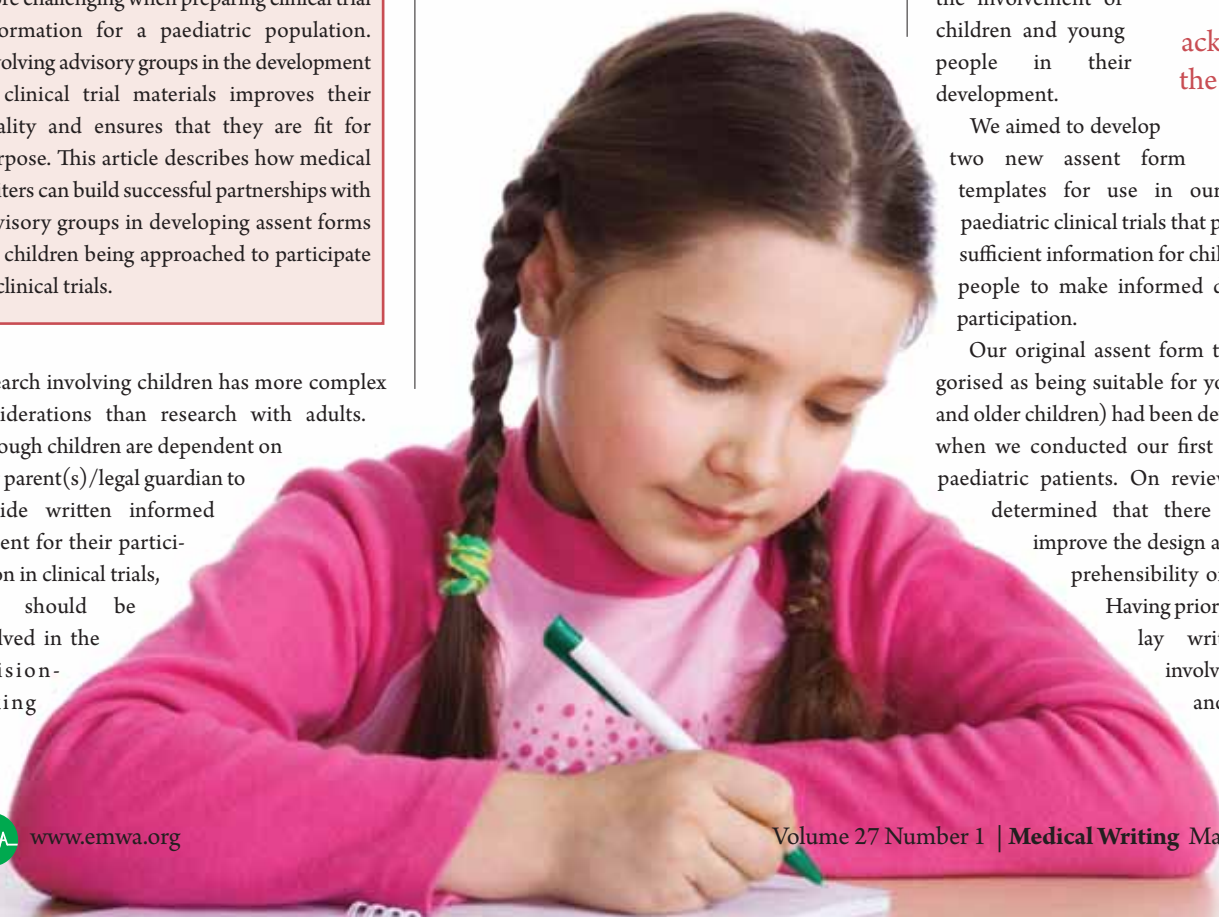 ore challenging when preparing clinical trial
ormation for a paediatric population.
volving advisory groups in the development
clinical trial materials improves their
ality and ensures that they are fit for
rpose. This article describes how medical
iters can build successful partnerships with
visory groups in developing assent forms
children being approached to participate
clinical trials.
earch involving children has more complex
siderations than research with adults.
ough children are dependent on
parent(s)/legal guardian to
ide written informed
ent for their partici-
on in clinical trials,
should be
lved in the
ision-
ing
the involvement of
children and young
people in their
development.
ack
the
We aimed to develop
two new assent form
templates for use in our
paediatric clinical trials that p
sufficient information for chil
people to make informed d
participation.
Our original assent form t
gorised as being suitable for yo
and older children) had been de
when we conducted our first
paediatric patients. On review
determined that there
improve the design a
prehensibility o
Having prior
lay writ
involv
and
www.emwa.org
Volume 27 Number 1 | Medical Writing Ma